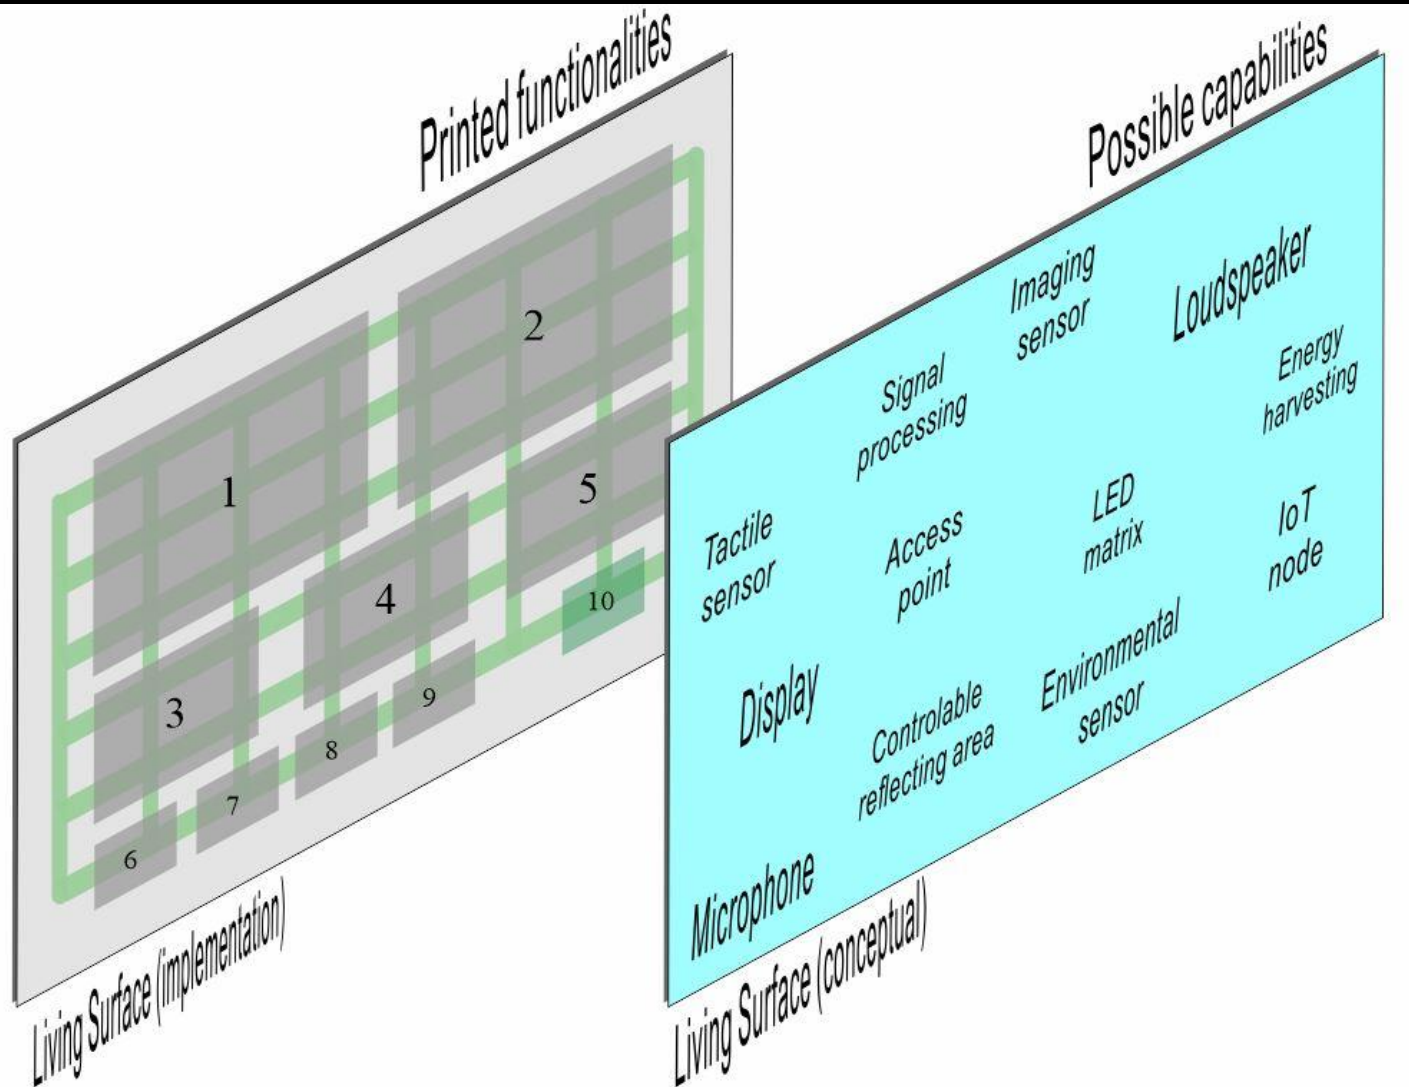 Printed functionalities
1
2
3
4
5
6
7
8
9
10
Living Surface (implementation)
Possible capabilities
Imaging
sensor
Loudspeaker
Signal
processing
Energy
harvesting
Tactile
sensor
Access
point
LED
matrix
IoT
node
Display
Controlable
reflecting area
Environmental
sensor
Microphone
Living Surface (conceptual)